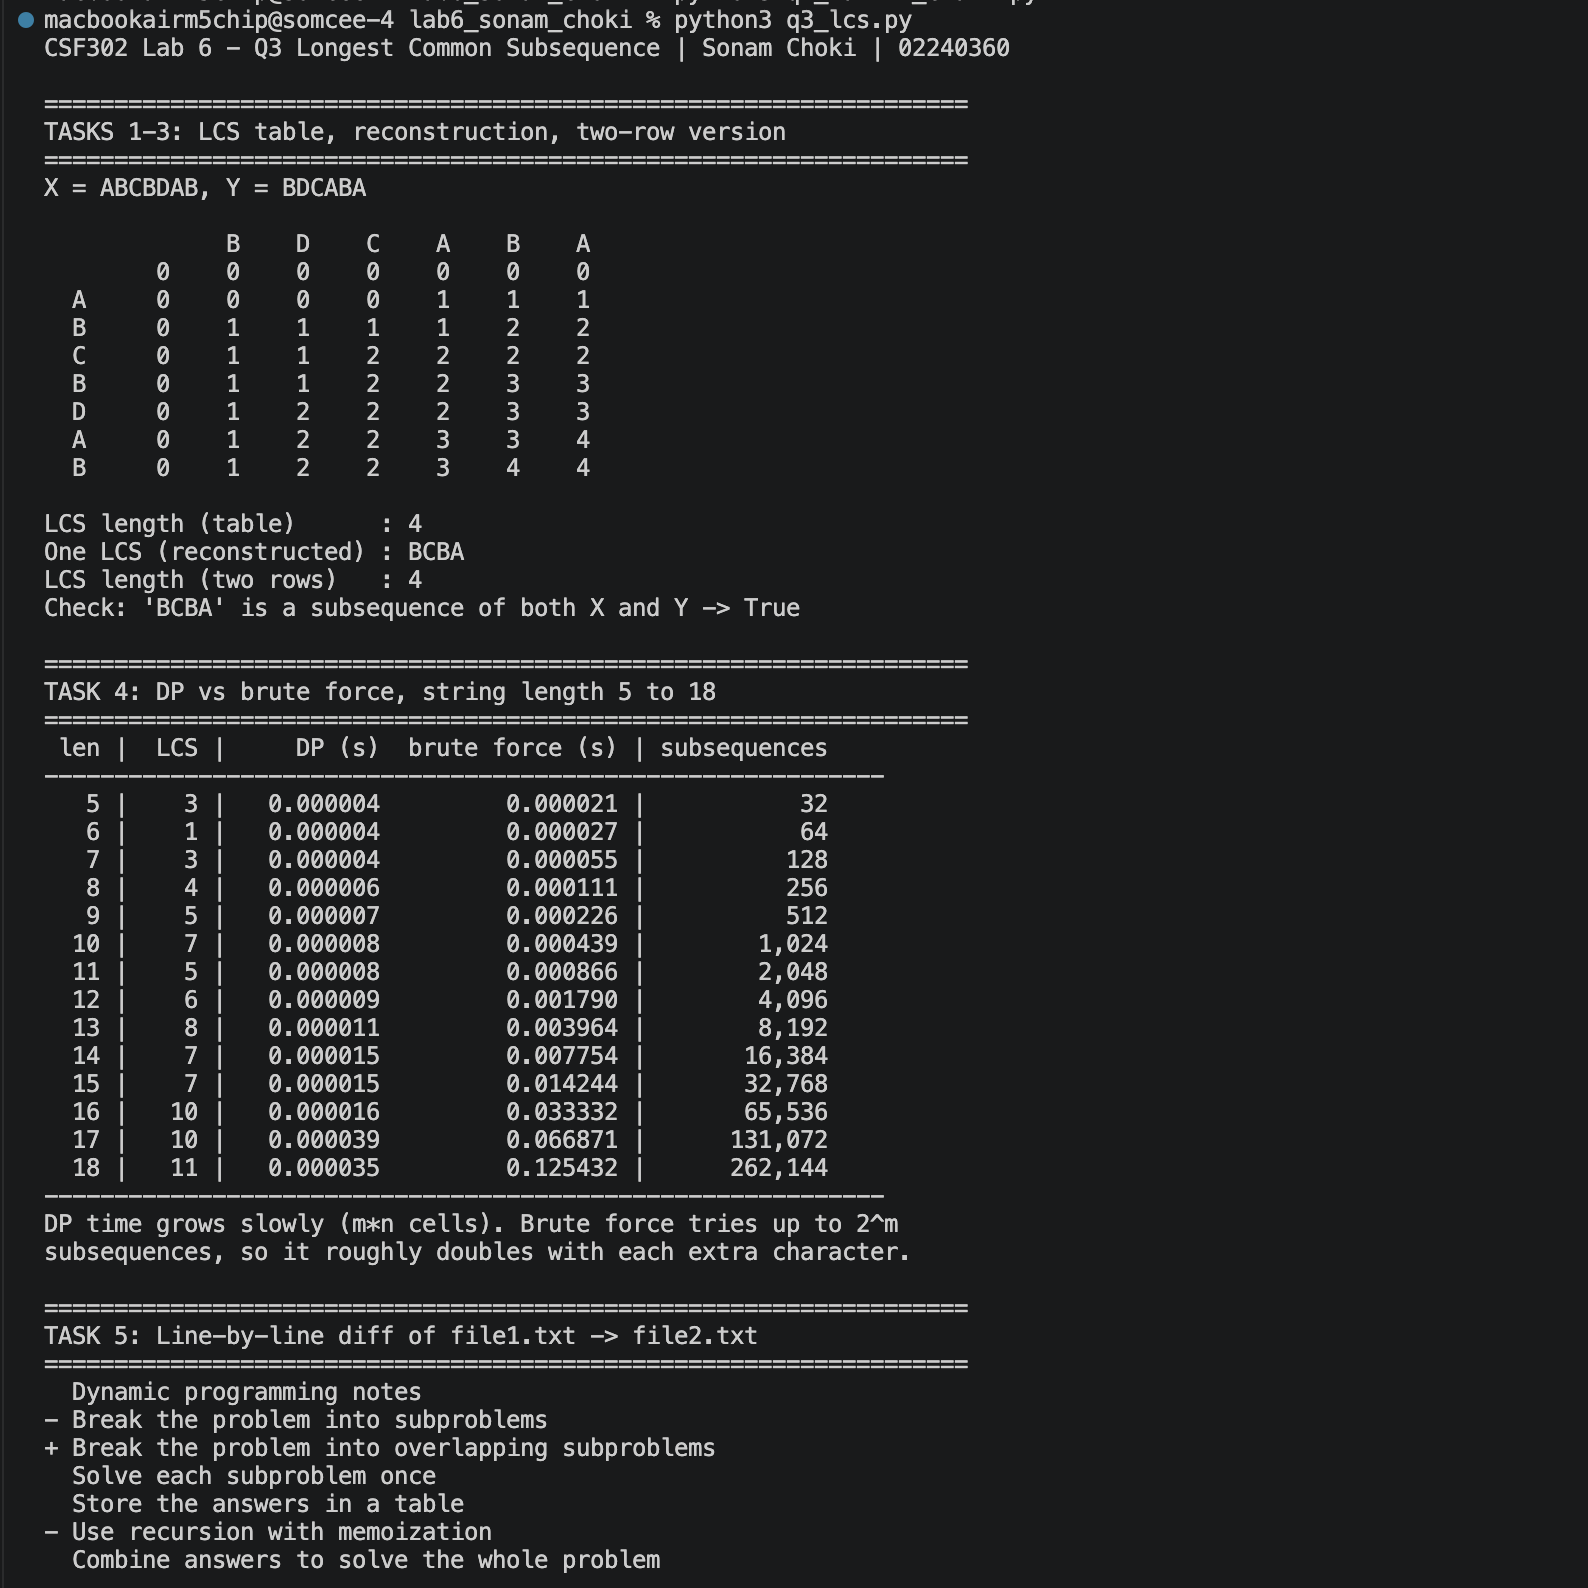 macbookairm5chip@somcee-4 lab6_sonam_choki % python3 q3_lcs.py
CSF302 Lab 6 - Q3 Longest Common Subsequence | Sonam Choki | 02240360
==================================================================
TASKS 1-3: LCS table, reconstruction, two-row version
==================================================================
X = ABCBDAB, Y = BDCABA
             B    D    C    A    B    A
        0    0    0    0    0    0    0
  A     0    0    0    0    1    1    1
  B     0    1    1    1    1    2    2
  C     0    1    1    2    2    2    2
  B     0    1    1    2    2    3    3
  D     0    1    2    2    2    3    3
  A     0    1    2    2    3    3    4
  B     0    1    2    2    3    4    4
LCS length (table)      : 4
One LCS (reconstructed) : BCBA
LCS length (two rows)   : 4
Check: 'BCBA' is a subsequence of both X and Y -> True
==================================================================
TASK 4: DP vs brute force, string length 5 to 18
==================================================================
 len |  LCS |     DP (s)  brute force (s) | subsequences
------------------------------------------------------------
   5 |    3 |   0.000004         0.000021 |           32
   6 |    1 |   0.000004         0.000027 |           64
   7 |    3 |   0.000004         0.000055 |          128
   8 |    4 |   0.000006         0.000111 |          256
   9 |    5 |   0.000007         0.000226 |          512
  10 |    7 |   0.000008         0.000439 |        1,024
  11 |    5 |   0.000008         0.000866 |        2,048
  12 |    6 |   0.000009         0.001790 |        4,096
  13 |    8 |   0.000011         0.003964 |        8,192
  14 |    7 |   0.000015         0.007754 |       16,384
  15 |    7 |   0.000015         0.014244 |       32,768
  16 |   10 |   0.000016         0.033332 |       65,536
  17 |   10 |   0.000039         0.066871 |      131,072
  18 |   11 |   0.000035         0.125432 |      262,144
------------------------------------------------------------
DP time grows slowly (m*n cells). Brute force tries up to 2^m
subsequences, so it roughly doubles with each extra character.
==================================================================
TASK 5: Line-by-line diff of file1.txt -> file2.txt
==================================================================
  Dynamic programming notes
- Break the problem into subproblems
+ Break the problem into overlapping subproblems
  Solve each subproblem once
  Store the answers in a table
- Use recursion with memoization
  Combine answers to solve the whole problem